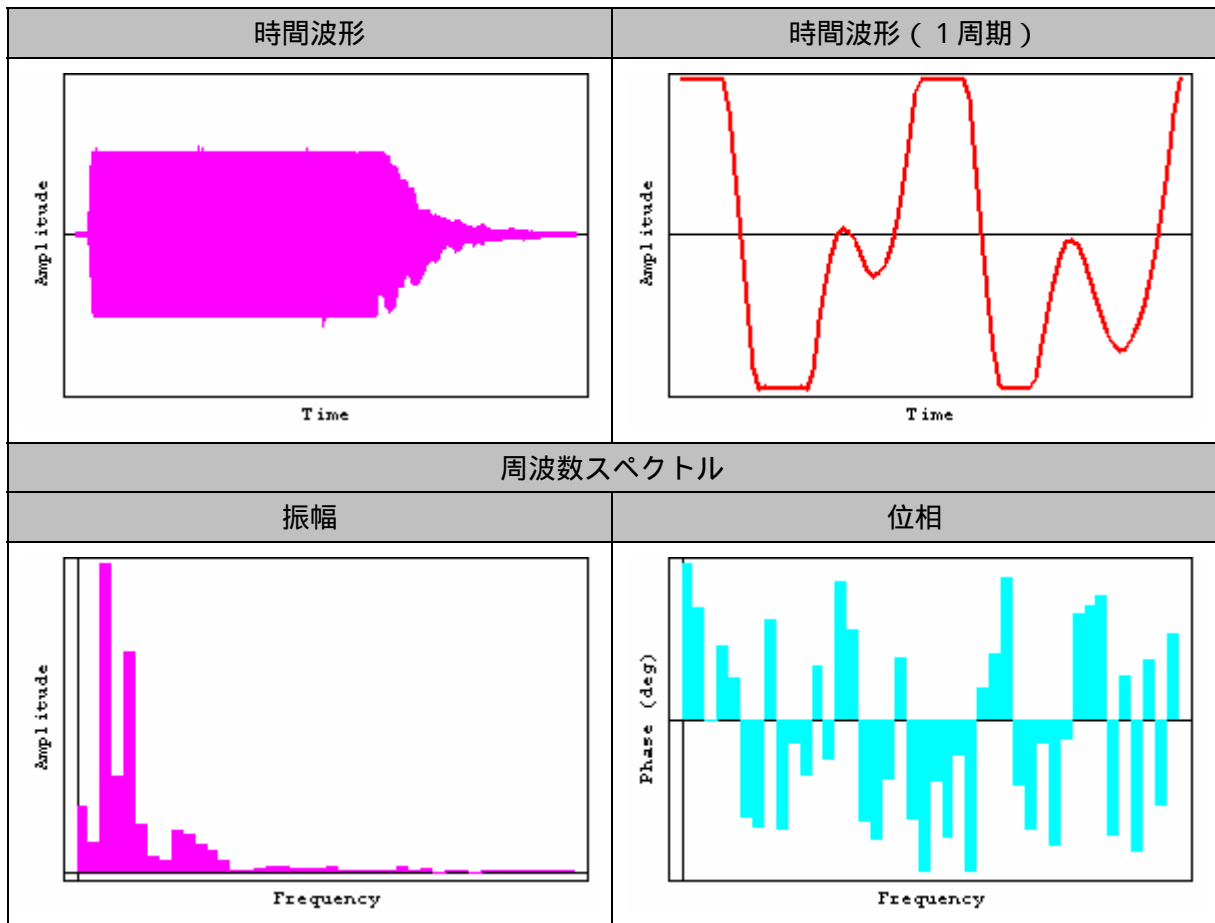 時間波形
時間波形(1周期)
Amplitude
Time
Amplitude
Time
周波数スペクトル
振幅
位相
Amplitude
Frequency
Phase (deg)
Frequency